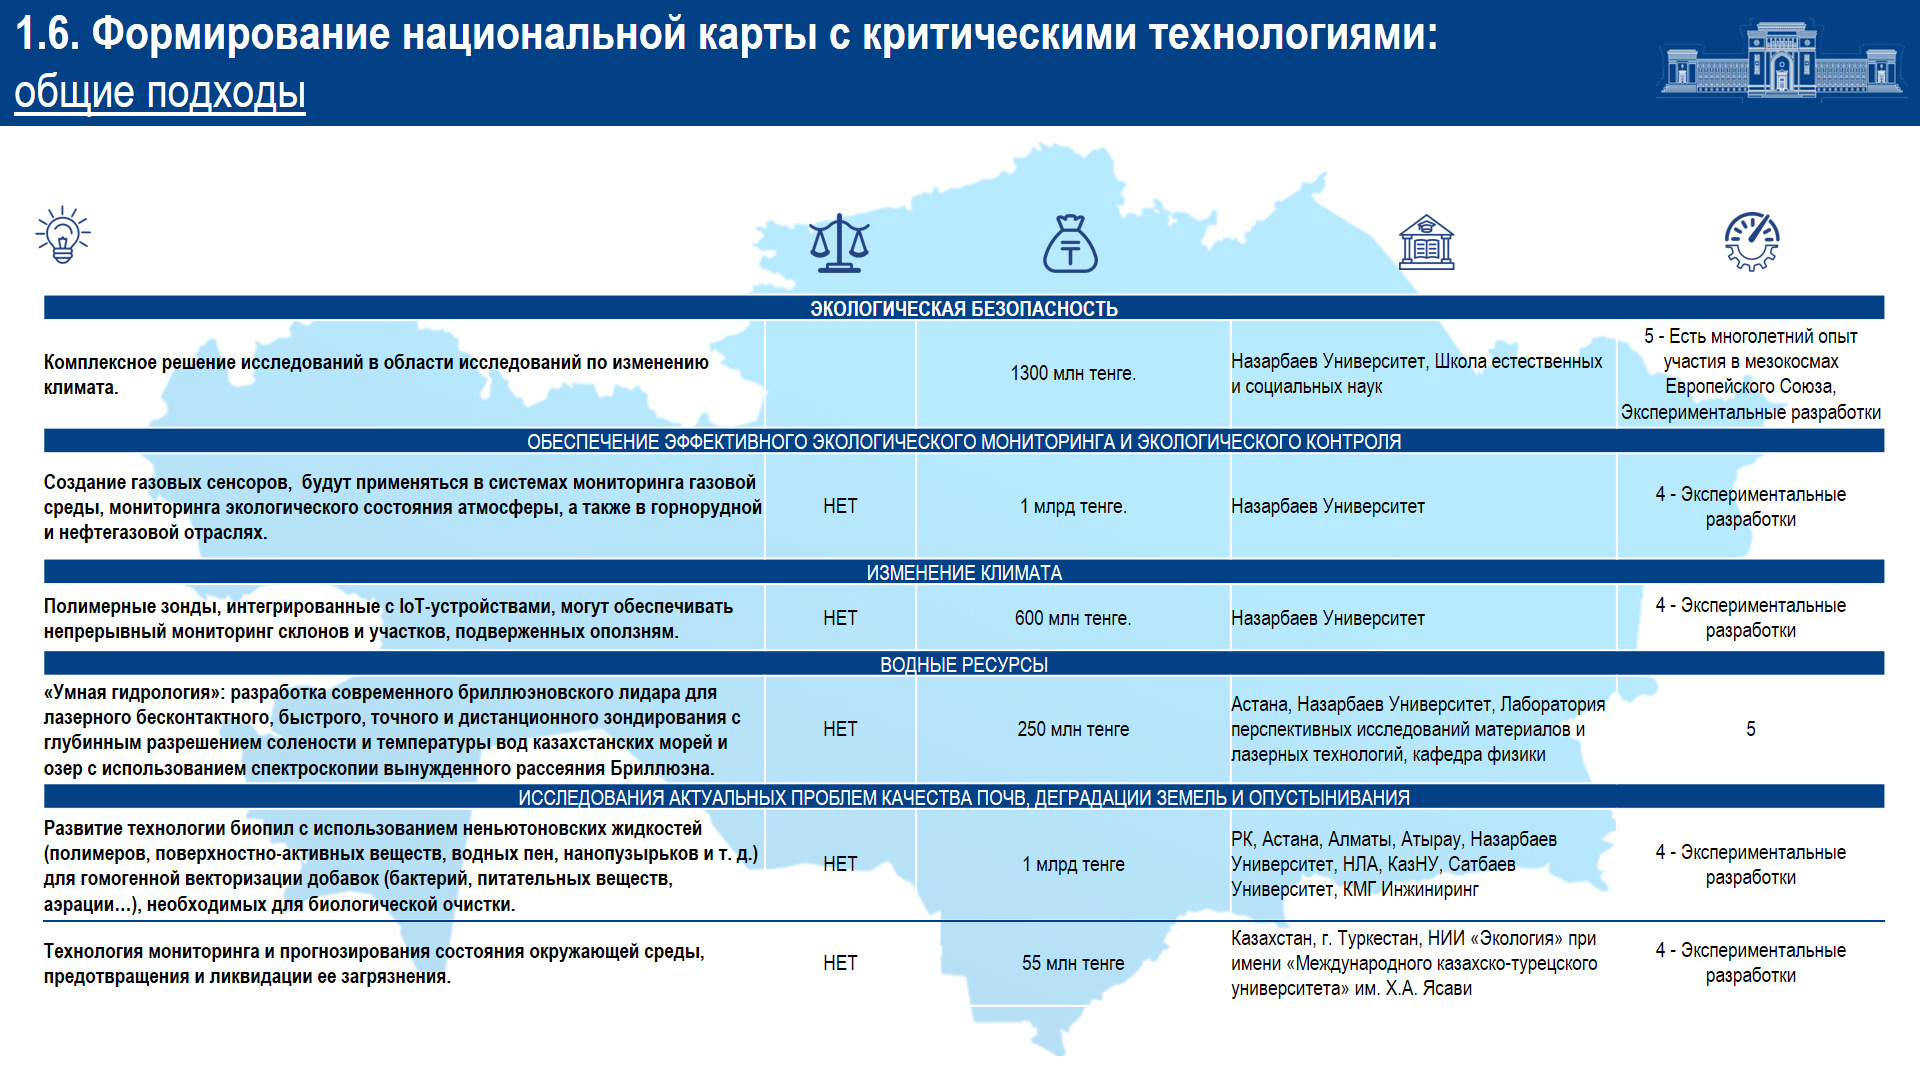 1.6. Формирование национальной карты с критическими технологиями:
общие подходы
ЭКОЛОГИЧЕСКАЯ БЕЗОПАСНОСТЬ
Комплексное решение исследований в области исследований по изменению
климата.
1300 млн тенге.
Назарбаев Университет, Школа естественных
и социальных наук
5 - Есть многолетний опыт
участия в мезокосмах
Европейского Союза,
Экспериментальные разработки
ОБЕСПЕЧЕНИЕ ЭФФЕКТИВНОГО ЭКОЛОГИЧЕСКОГО МОНИТОРИНГА И ЭКОЛОГИЧЕСКОГО КОНТРОЛЯ
Создание газовых сенсоров, будут применяться в системах мониторинга газовой
среды, мониторинга экологического состояния атмосферы, а также в горнорудной
и нефтегазовой отраслях.
НЕТ
1 млрд тенге.
Назарбаев Университет
4 - Экспериментальные
разработки
ИЗМЕНЕНИЕ КЛИМАТА
Полимерные зонды, интегрированные с IoT-устройствами, могут обеспечивать
непрерывный мониторинг склонов и участков, подверженных оползням.
НЕТ
600 млн тенге.
Назарбаев Университет
4 - Экспериментальные
разработки
ВОДНЫЕ РЕСУРСЫ
«Умная гидрология»: разработка современного бриллюэновского лидара для
лазерного бесконтактного, быстрого, точного и дистанционного зондирования с
глубинным разрешением солености и температуры вод казахстанских морей и
озер с использованием спектроскопии вынужденного рассеяния Бриллюэна.
НЕТ
250 млн тенге
Астана, Назарбаев Университет, Лаборатория
перспективных исследований материалов и
лазерных технологий, кафедра физики
5
ИССЛЕДОВАНИЯ АКТУАЛЬНЫХ ПРОБЛЕМ КАЧЕСТВА ПОЧВ, ДЕГРАДАЦИИ ЗЕМЕЛЬ И ОПУСТЫНИВАНИЯ
Развитие технологии биопил с использованием неньютоновских жидкостей
(полимеров, поверхностно-активных веществ, водных пен, нанопузырьков и т. д.)
для гомогенной векторизации добавок (бактерий, питательных веществ,
аэрации…), необходимых для биологической очистки.
НЕТ
1 млрд тенге
РК, Астана, Алматы, Атырау, Назарбаев
Университет, НЛА, КазНУ, Сатбаев
Университет, КМГ Инжиниринг
4 - Экспериментальные
разработки
Технология мониторинга и прогнозирования состояния окружающей среды,
предотвращения и ликвидации ее загрязнения.
НЕТ
55 млн тенге
Казахстан, г. Туркестан, НИИ «Экология» при
имени «Международного казахско-турецского
университета» им. Х.А. Ясави
4 - Экспериментальные
разработки